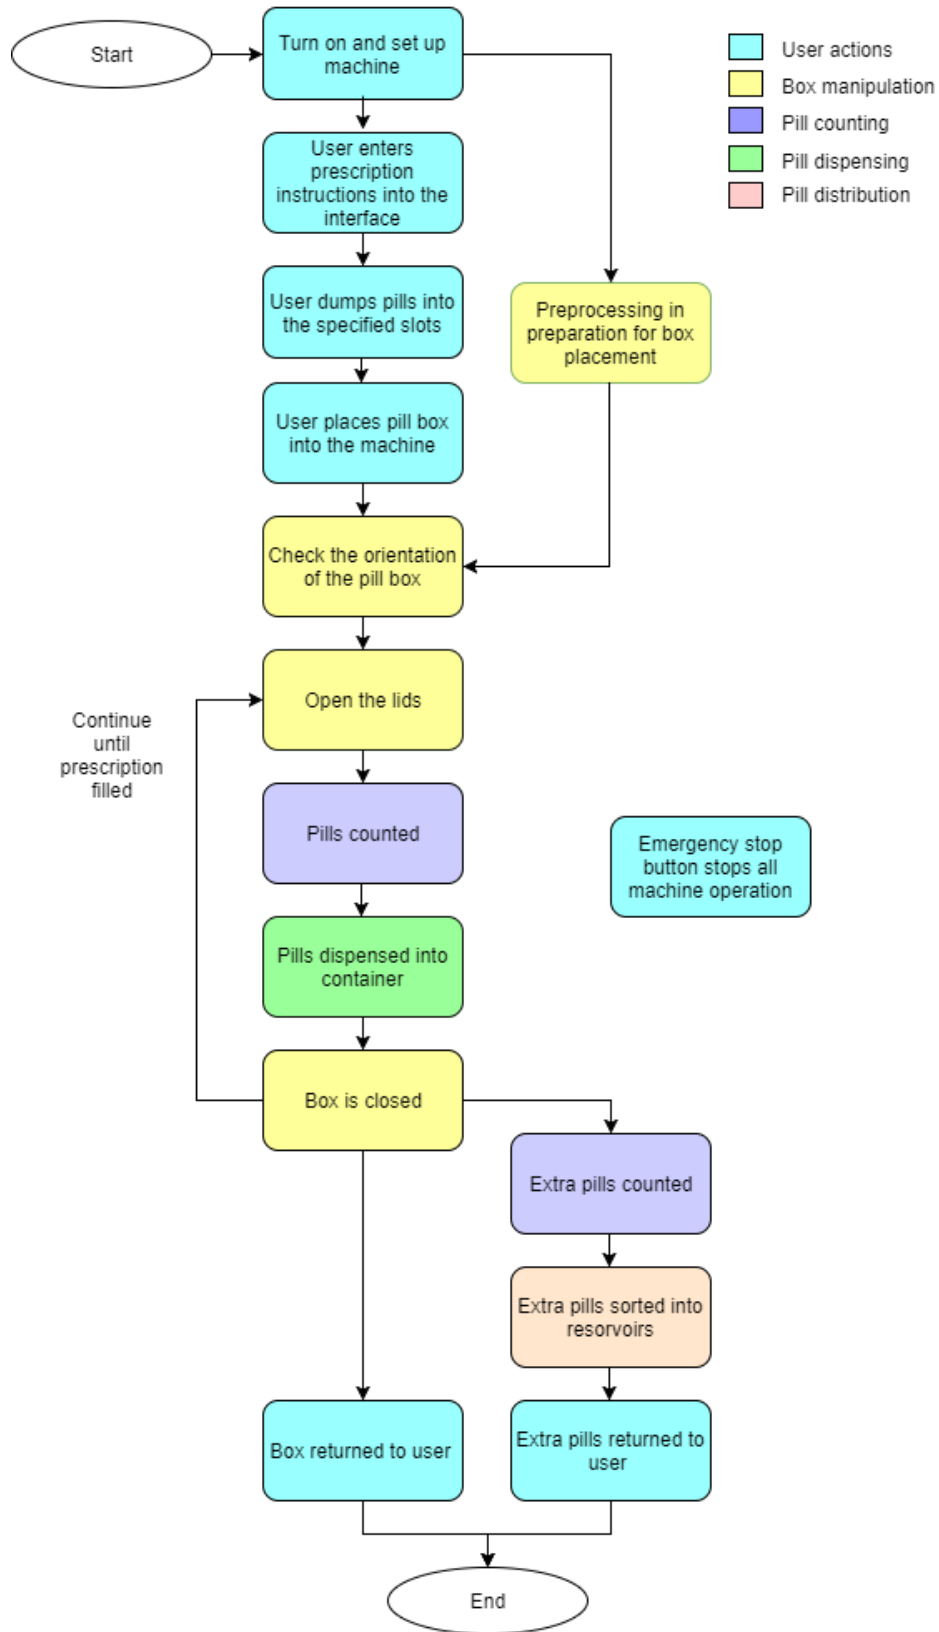 Start
Turn on and set up
machine
User actions
Box manipulation
Pill counting
Pill dispensing
Pill distribution
User enters
prescription
instructions into the
interface
User dumps pills into
the specified slots
Preprocessing in
preparation for box
placement
User places pill box
into the machine
Check the orientation
of the pill box
Open the lids
Continue
until
prescription
filled
Pills counted
Emergency stop
button stops all
machine operation
Pills dispensed into
container
Box is closed
Extra pills counted
Extra pills sorted into
resorvoirs
Box returned to user
Extra pills returned to
user
End